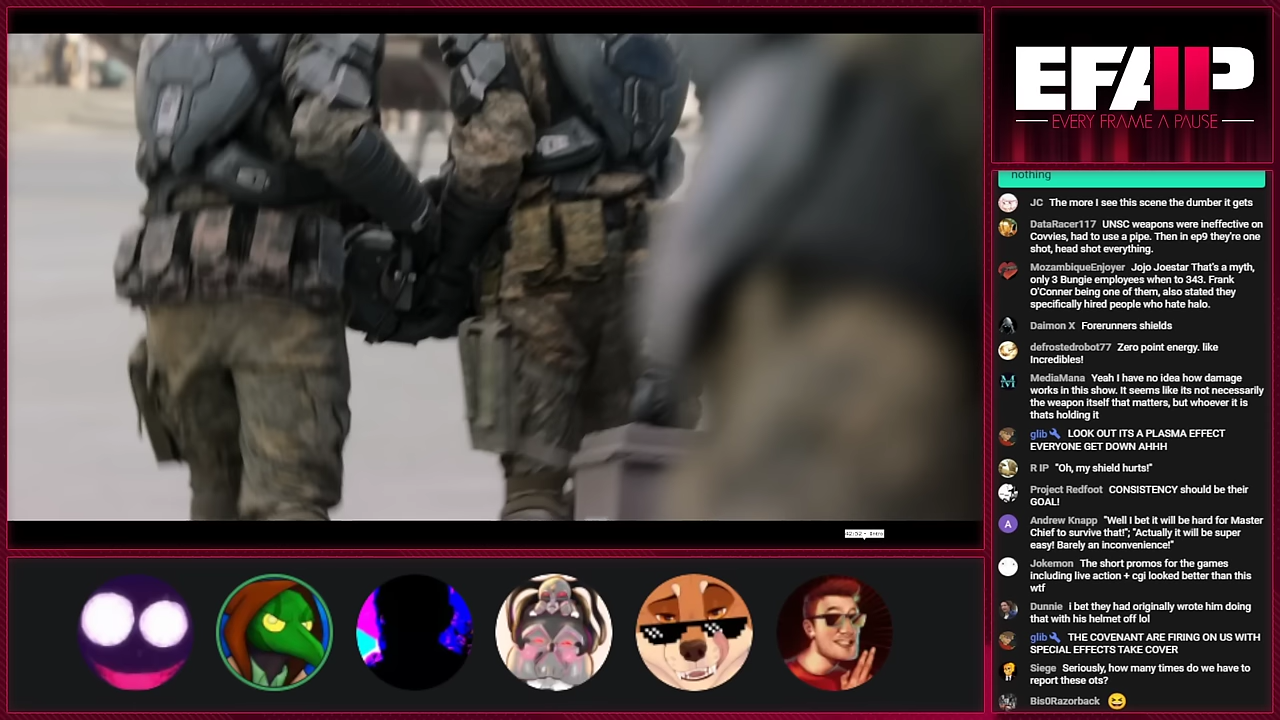 EFAP
EVERY FRAME A PAUSE
nothing
JC The more I see this scene the dumber it gets
DataRacer117 UNSC weapons were ineffective on
Covvies, had to use a pipe. Then in ep9 they're one
shot, head shot everything.
MozambiqueEnjoyer Jojo Joestar That's a myth,
only 3 Bungie employees when to 343. Frank
O'Conner being one of them, also stated they
specifically hired people who hate halo.
Daimon X Forerunners shields
defrostedrobot77 Zero point energy. like
Incredibles!
MediaMana Yeah I have no idea how damage
works in this show. It seems like its not necessarily
the weapon itself that matters, but whoever it is
thats holding it
glib LOOK OUT ITS A PLASMA EFFECT
EVERYONE GET DOWN AHHH
R IP "Oh, my shield hurts!"
Project Redfoot CONSISTENCY should be their
GOAL!
A Andrew Knapp "Well I bet it will be hard for Master
Chief to survive that!"; "Actually it will be super
easy! Barely an inconvenience!"
Jokemon The short promos for the games
including live action + cgi looked better than this
wtf
Dunnie I bet they had originally wrote him doing
that with his helmet off lol
glib THE COVENANT ARE FIRING ON US WITH
SPECIAL EFFECTS TAKE COVER
Siege Seriously, how many times do we have to
report these ots?
Bis0Razorback